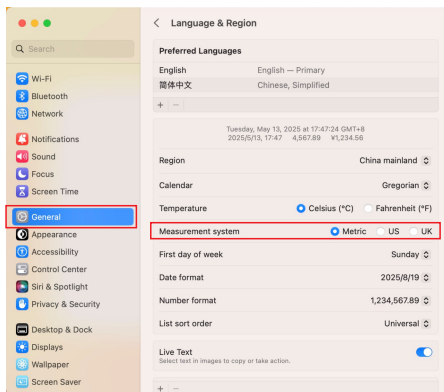 Language & Region
Search
Wi-Fi
Bluetooth
Network
Notifications
Sound
Focus
Screen Time
General
Appearance
Accessibility
Control Center
Siri & Spotlight
Privacy & Security
Desktop & Dock
Displays
Wallpaper
Screen Saver
Preferred Languages
English English — Primary
简体中文 Chinese, Simplified
+ −
Tuesday, May 13, 2025 at 17:47:24 GMT+8
2025/5/13, 17:47 4,567.89 ¥1,234.56
Region China mainland
Calendar Gregorian
Temperature Celsius (°C) Fahrenheit (°F)
Measurement system Metric US UK
First day of week Sunday
Date format 2025/8/19
Number format 1,234,567.89
List sort order Universal
Live Text
Select text in images to copy or take action.
+ −